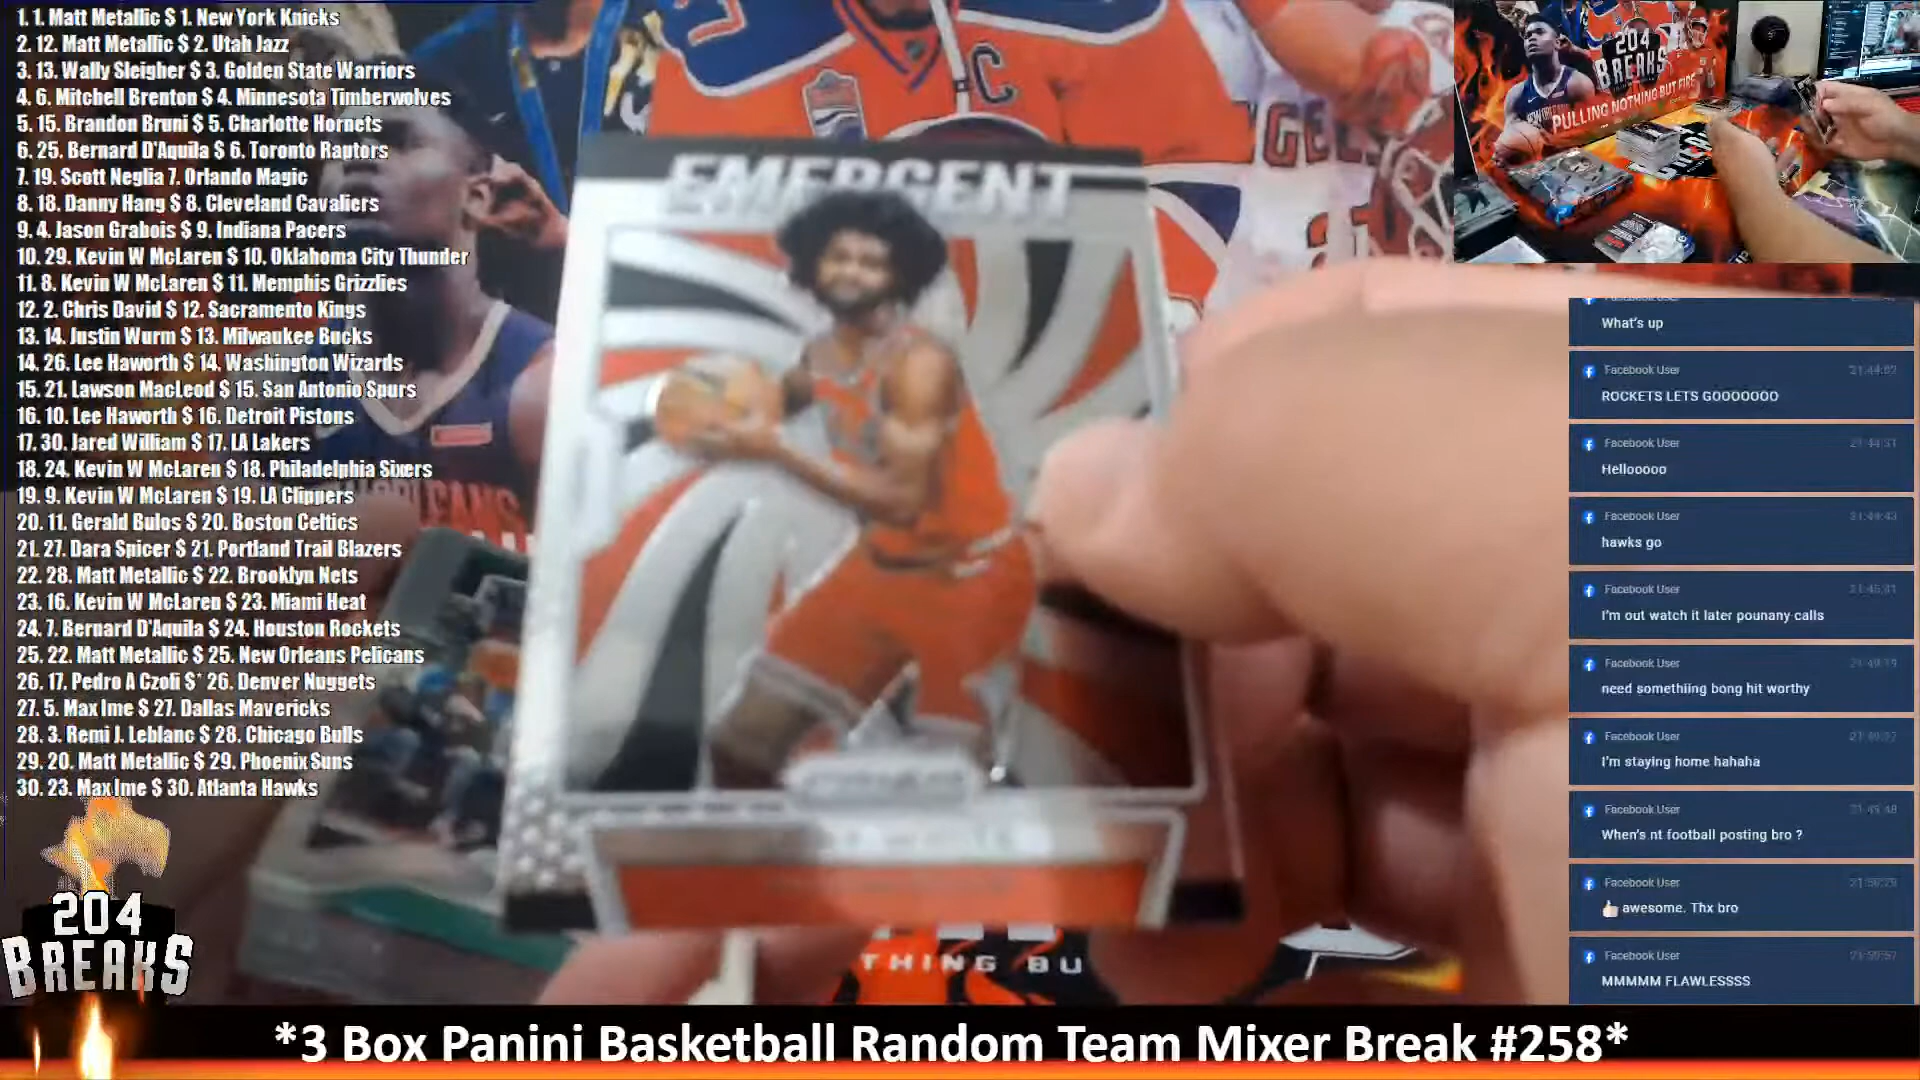 1. 1. Matt Metallic $ 1. New York Knicks
2. 12. Matt Metallic $ 2. Utah Jazz
3. 13. Wally Sleigher $ 3. Golden State Warriors
4. 6. Mitchell Brenton $ 4. Minnesota Timberwolves
5. 15. Brandon Bruni $ 5. Charlotte Hornets
6. 25. Bernard D'Aquila $ 6. Toronto Raptors
7. 19. Scott Neglia 7. Orlando Magic
8. 18. Danny Hang $ 8. Cleveland Cavaliers
9. 4. Jason Grabois $ 9. Indiana Pacers
10. 29. Kevin W McLaren $ 10. Oklahoma City Thunder
11. 8. Kevin W McLaren $ 11. Memphis Grizzlies
12. 2. Chris David $ 12. Sacramento Kings
13. 14. Justin Wurm $ 13. Milwaukee Bucks
14. 26. Lee Haworth $ 14. Washington Wizards
15. 21. Lawson MacLeod $ 15. San Antonio Spurs
16. 10. Lee Haworth $ 16. Detroit Pistons
17. 30. Jared William $ 17. LA Lakers
18. 24. Kevin W McLaren $ 18. Philadelphia Sixers
19. 9. Kevin W McLaren $ 19. LA Clippers
20. 11. Gerald Bulos $ 20. Boston Celtics
21. 27. Dara Spicer $ 21. Portland Trail Blazers
22. 28. Matt Metallic $ 22. Brooklyn Nets
23. 16. Kevin W McLaren $ 23. Miami Heat
24. 7. Bernard D'Aquila $ 24. Houston Rockets
25. 22. Matt Metallic $ 25. New Orleans Pelicans
26. 17. Pedro A Czoli $* 26. Denver Nuggets
27. 5. Max Ime $ 27. Dallas Mavericks
28. 3. Remi J. Leblanc $ 28. Chicago Bulls
29. 20. Matt Metallic $ 29. Phoenix Suns
30. 23. Max Ime $ 30. Atlanta Hawks
204
BREAKS
EMERGENT
C
THING BU
204
BREAKS
PULLING NOTHING BUT FIRE
Facebook User
What's up
Facebook User
ROCKETS LETS GOOOOOOO
Facebook User
Hellooooo
Facebook User
hawks go
Facebook User
I'm out watch it later pounany calls
Facebook User
need somethiing bong hit worthy
Facebook User
I'm staying home hahaha
Facebook User
When's nt football posting bro ?
Facebook User
👍🏻 awesome. Thx bro
Facebook User
MMMMM FLAWLESSSS
*3 Box Panini Basketball Random Team Mixer Break #258*